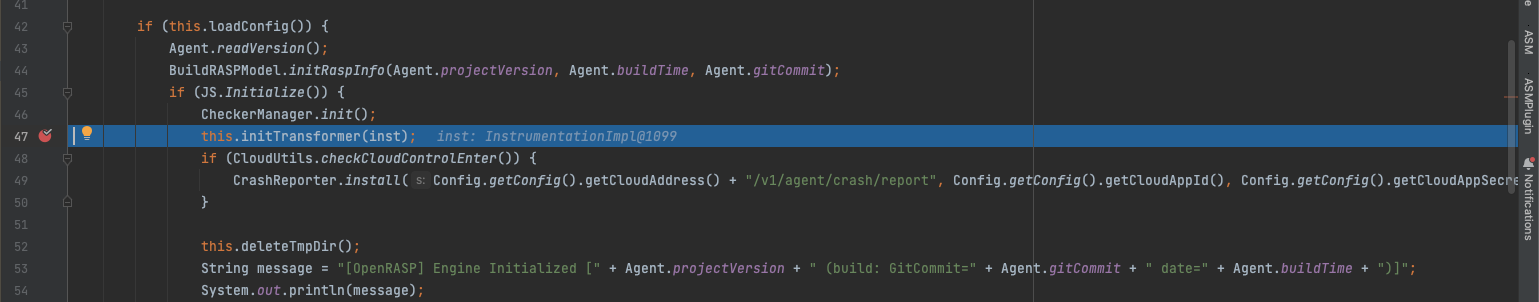 41
42 if (this.loadConfig()) {
43 Agent.readVersion();
44 BuildRASPModel.initRaspInfo(Agent.projectVersion, Agent.buildTime, Agent.gitCommit);
45 if (JS.Initialize()) {
46 CheckerManager.init();
47 this.initTransformer(inst); inst: InstrumentationImpl@1099
48 if (CloudUtils.checkCloudControlEnter()) {
49 CrashReporter.install( s: Config.getConfig().getCloudAddress() + "/v1/agent/crash/report", Config.getConfig().getCloudAppId(), Config.getConfig().getCloudAppSecre
50 }
51
52 this.deleteTmpDir();
53 String message = "[OpenRASP] Engine Initialized [" + Agent.projectVersion + " (build: GitCommit=" + Agent.gitCommit + " date=" + Agent.buildTime + ")]";
54 System.out.println(message);
e
ASM
ASMPlugin
Notifications